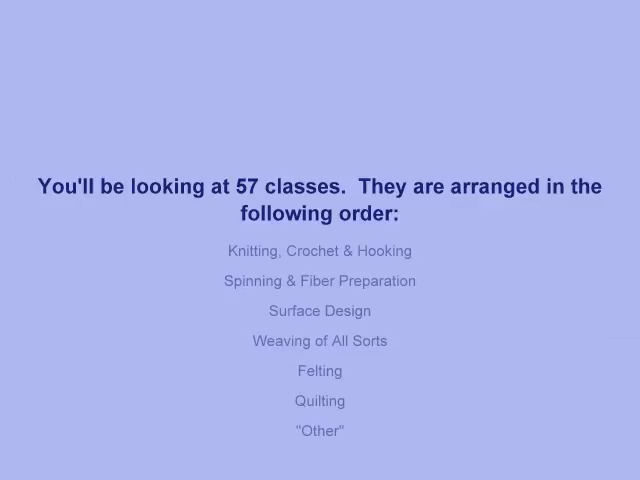 You'll be looking at 57 classes.  They are arranged in the
following order:
Knitting, Crochet & Hooking
Spinning & Fiber Preparation
Surface Design
Weaving of All Sorts
Felting
Quilting
"Other"